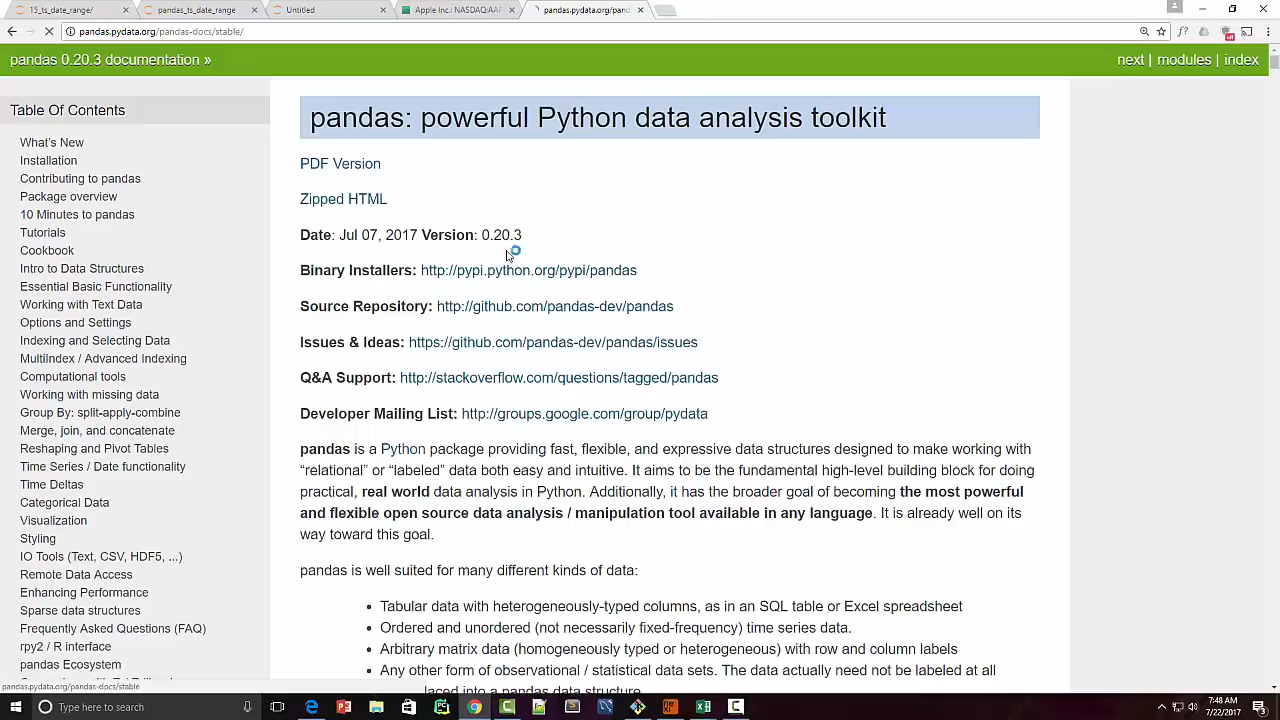 15_ts_date_range/
pandas_ts_date_range
Untitled
Apple Inc.: NASDAQ:AAP
pandas.pydata.org/pand
pandas.pydata.org/pandas-docs/stable/
pandas 0.20.3 documentation »
next | modules | index
Table Of Contents
What's New
Installation
Contributing to pandas
Package overview
10 Minutes to pandas
Tutorials
Cookbook
Intro to Data Structures
Essential Basic Functionality
Working with Text Data
Options and Settings
Indexing and Selecting Data
MultiIndex / Advanced Indexing
Computational tools
Working with missing data
Group By: split-apply-combine
Merge, join, and concatenate
Reshaping and Pivot Tables
Time Series / Date functionality
Time Deltas
Categorical Data
Visualization
Styling
IO Tools (Text, CSV, HDF5, ...)
Remote Data Access
Enhancing Performance
Sparse data structures
Frequently Asked Questions (FAQ)
rpy2 / R interface
pandas Ecosystem
pandas: powerful Python data analysis toolkit
PDF Version
Zipped HTML
Date: Jul 07, 2017 Version: 0.20.3
Binary Installers: http://pypi.python.org/pypi/pandas
Source Repository: http://github.com/pandas-dev/pandas
Issues & Ideas: https://github.com/pandas-dev/pandas/issues
Q&A Support: http://stackoverflow.com/questions/tagged/pandas
Developer Mailing List: http://groups.google.com/group/pydata
pandas is a Python package providing fast, flexible, and expressive data structures designed to make working with
“relational” or “labeled” data both easy and intuitive. It aims to be the fundamental high-level building block for doing
practical, real world data analysis in Python. Additionally, it has the broader goal of becoming the most powerful
and flexible open source data analysis / manipulation tool available in any language. It is already well on its
way toward this goal.
pandas is well suited for many different kinds of data:
Tabular data with heterogeneously-typed columns, as in an SQL table or Excel spreadsheet
Ordered and unordered (not necessarily fixed-frequency) time series data.
Arbitrary matrix data (homogeneously typed or heterogeneous) with row and column labels
Any other form of observational / statistical data sets. The data actually need not be labeled at all
laced into a pandas data structure
pandas.pydata.org/pandas-docs/stable
Type here to search
7:48 AM
7/22/2017